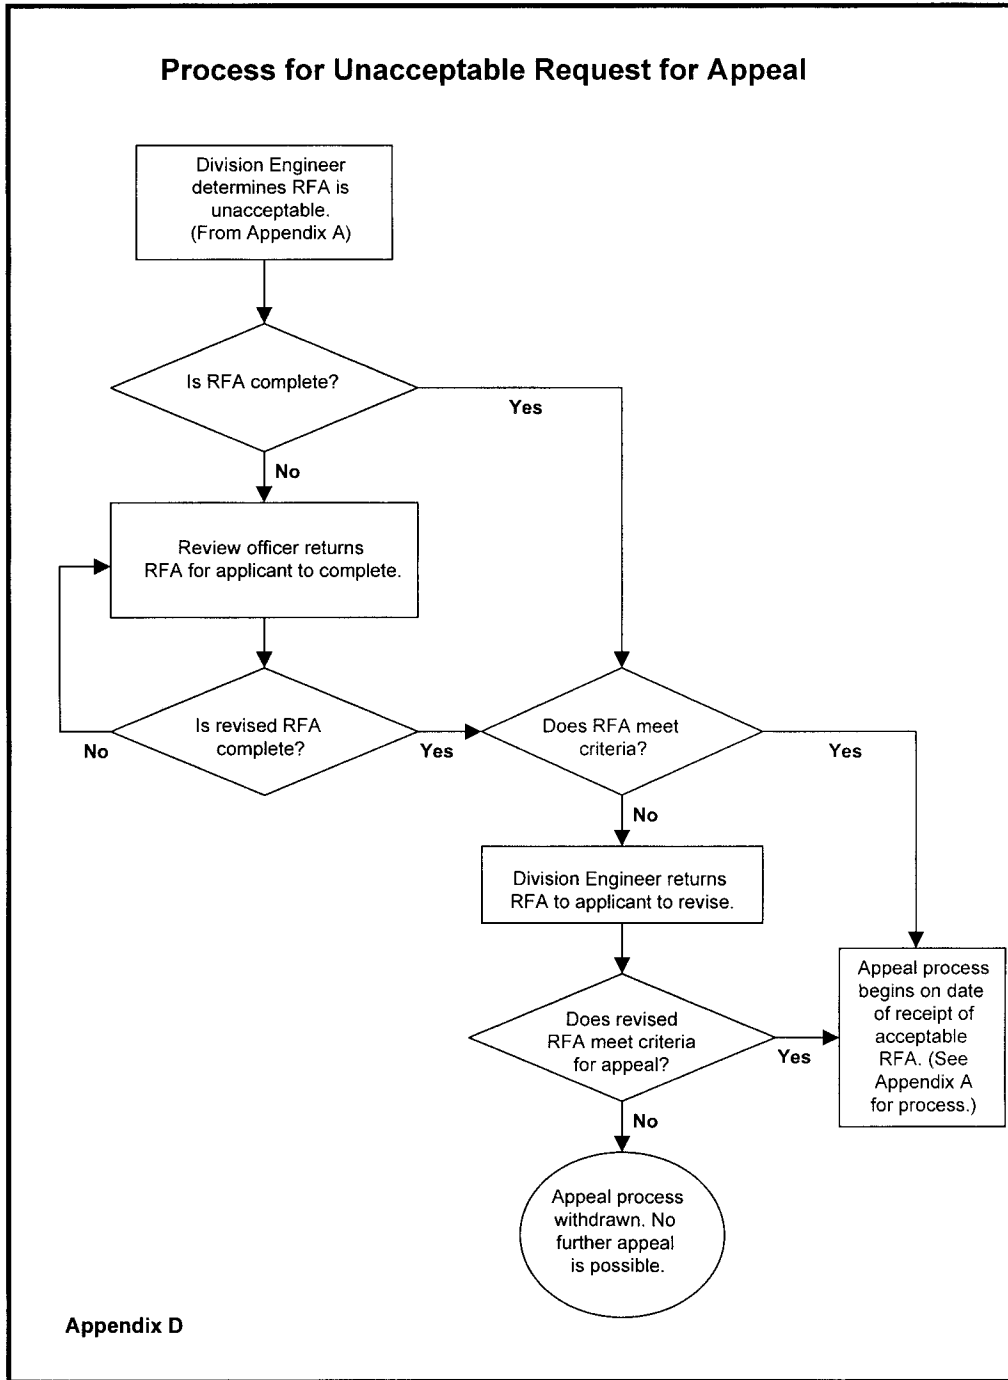 Process for Unacceptable Request for Appeal
Division Engineer
determines RFA is
unacceptable.
(From Appendix A)
Is RFA complete?
Yes
No
Review officer returns
RFA for applicant to complete.
Is revised RFA
complete?
No
Yes
Does RFA meet
criteria?
Yes
No
Division Engineer returns
RFA to applicant to revise.
Does revised
RFA meet criteria
for appeal?
Yes
No
Appeal process
begins on date
of receipt of
acceptable
RFA. (See
Appendix A
for process.)
Appeal process
withdrawn. No
further appeal
is possible.
Appendix D